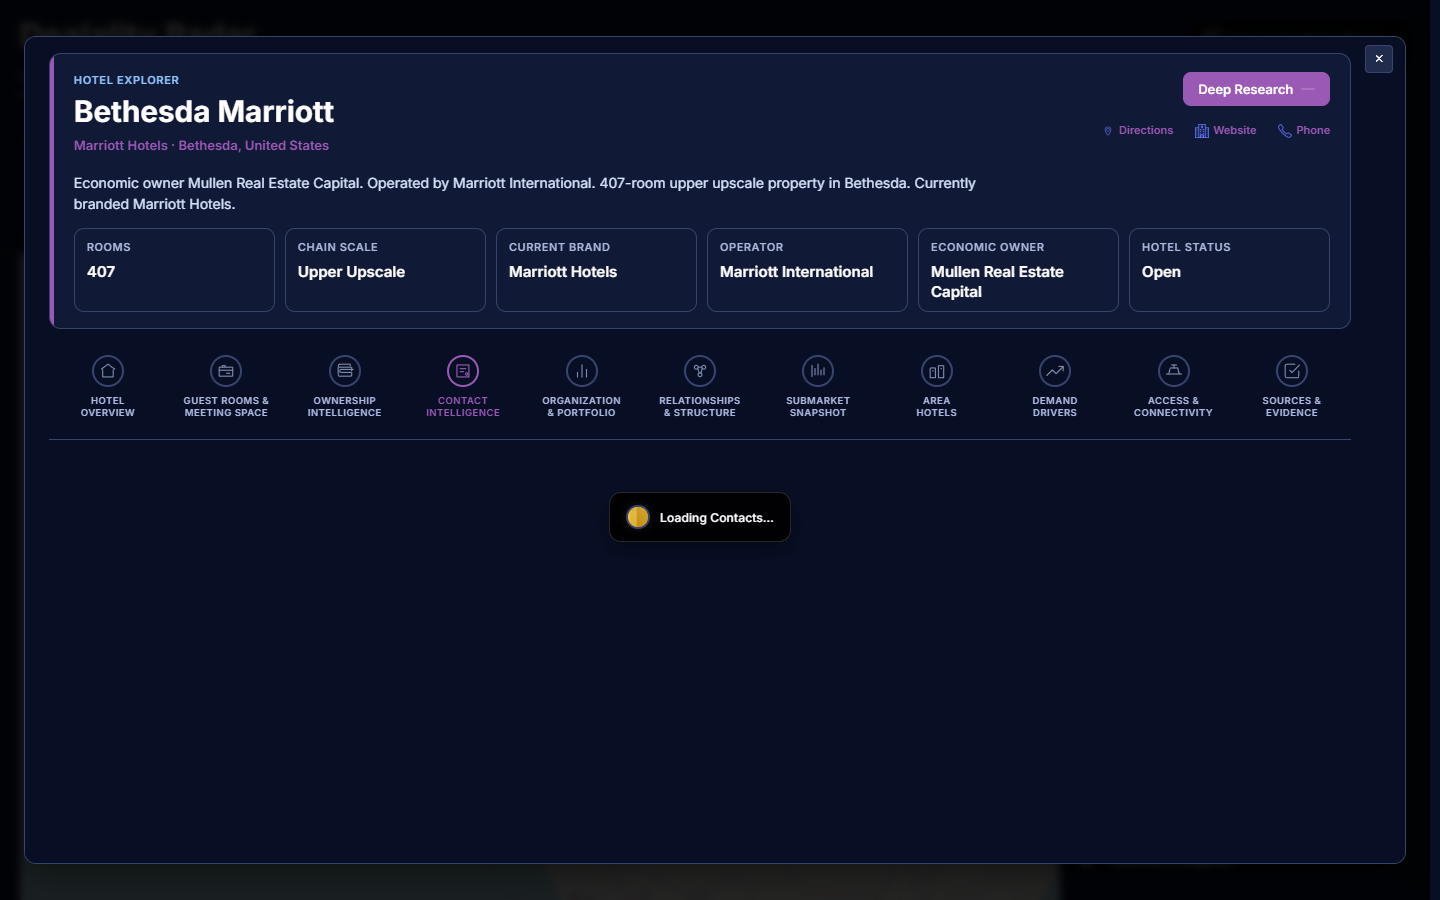 HOTEL EXPLORER
Bethesda Marriott
Marriott Hotels · Bethesda, United States
Deep Research —
Directions
Website
Phone
Economic owner Mullen Real Estate Capital. Operated by Marriott International. 407-room upper upscale property in Bethesda. Currently
branded Marriott Hotels.
ROOMS
407
CHAIN SCALE
Upper Upscale
CURRENT BRAND
Marriott Hotels
OPERATOR
Marriott International
ECONOMIC OWNER
Mullen Real Estate
Capital
HOTEL STATUS
Open
HOTEL
OVERVIEW
GUEST ROOMS &
MEETING SPACE
OWNERSHIP
INTELLIGENCE
CONTACT
INTELLIGENCE
ORGANIZATION
& PORTFOLIO
RELATIONSHIPS
& STRUCTURE
SUBMARKET
SNAPSHOT
AREA
HOTELS
DEMAND
DRIVERS
ACCESS &
CONNECTIVITY
SOURCES &
EVIDENCE
Loading Contacts...